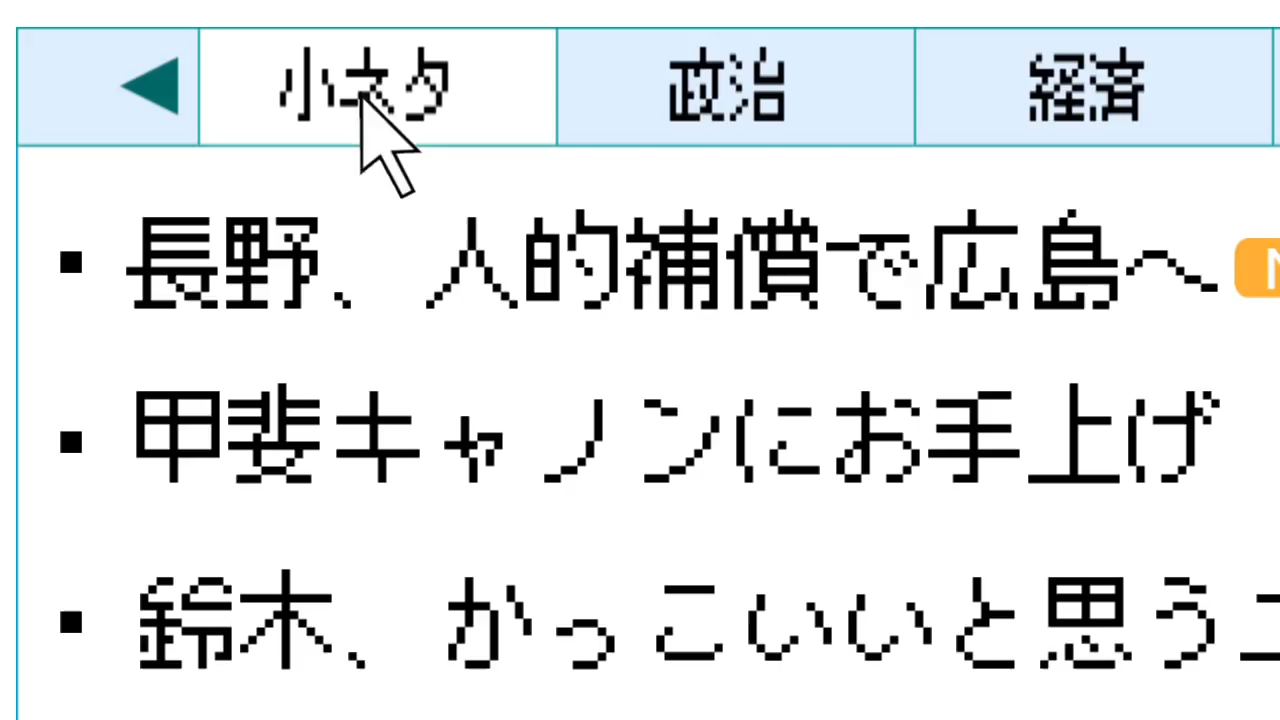 ◀ 小ネタ 政治 経済
▪ 長野、人的補償で広島へ
▪ 甲斐キャノンにお手上げ
▪ 鈴木、かっこいいと思う